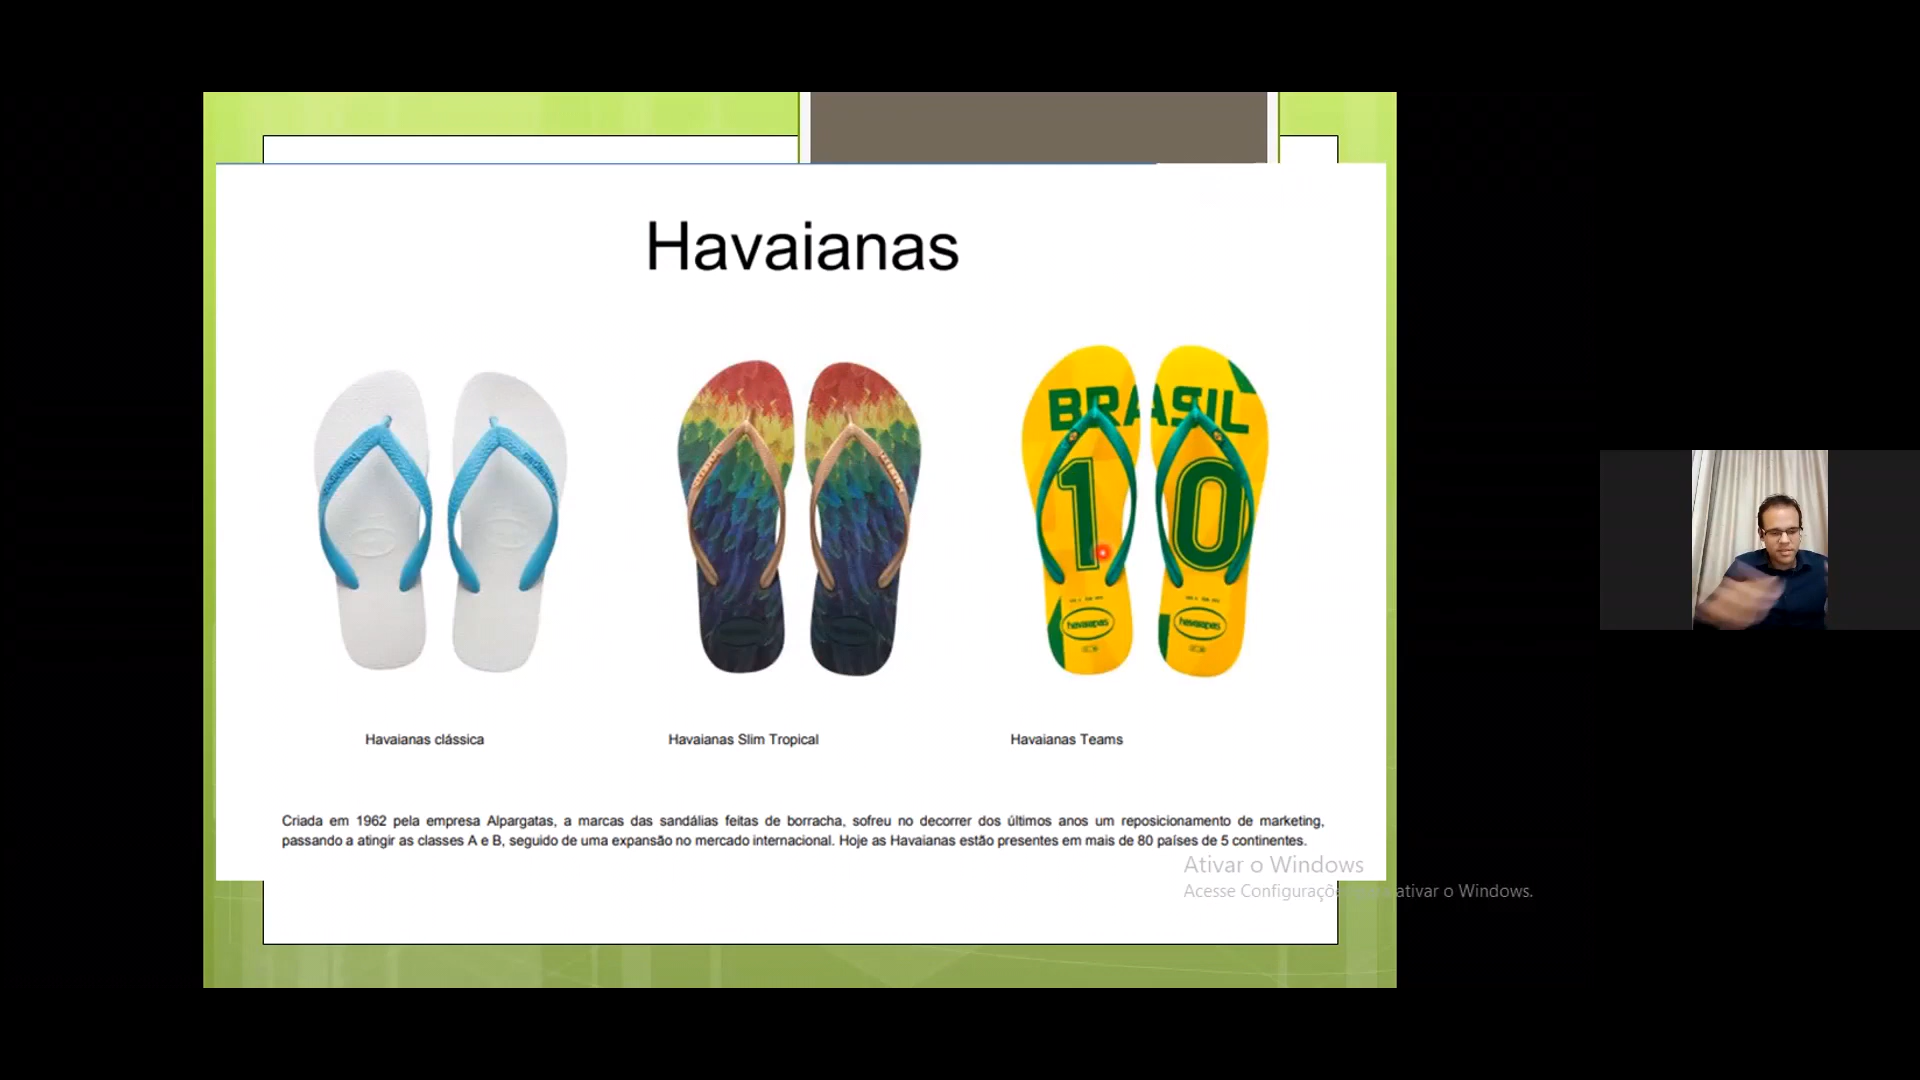 Havaianas
BRASIL
10
havaianas havaianas
Havaianas clássica
Havaianas Slim Tropical
Havaianas Teams
Criada em 1962 pela empresa Alpargatas, a marcas das sandálias feitas de borracha, sofreu no decorrer dos últimos anos um reposicionamento de marketing,
passando a atingir as classes A e B, seguido de uma expansão no mercado internacional. Hoje as Havaianas estão presentes em mais de 80 países de 5 continentes.
Ativar o Windows
Acesse ativar o Windows.